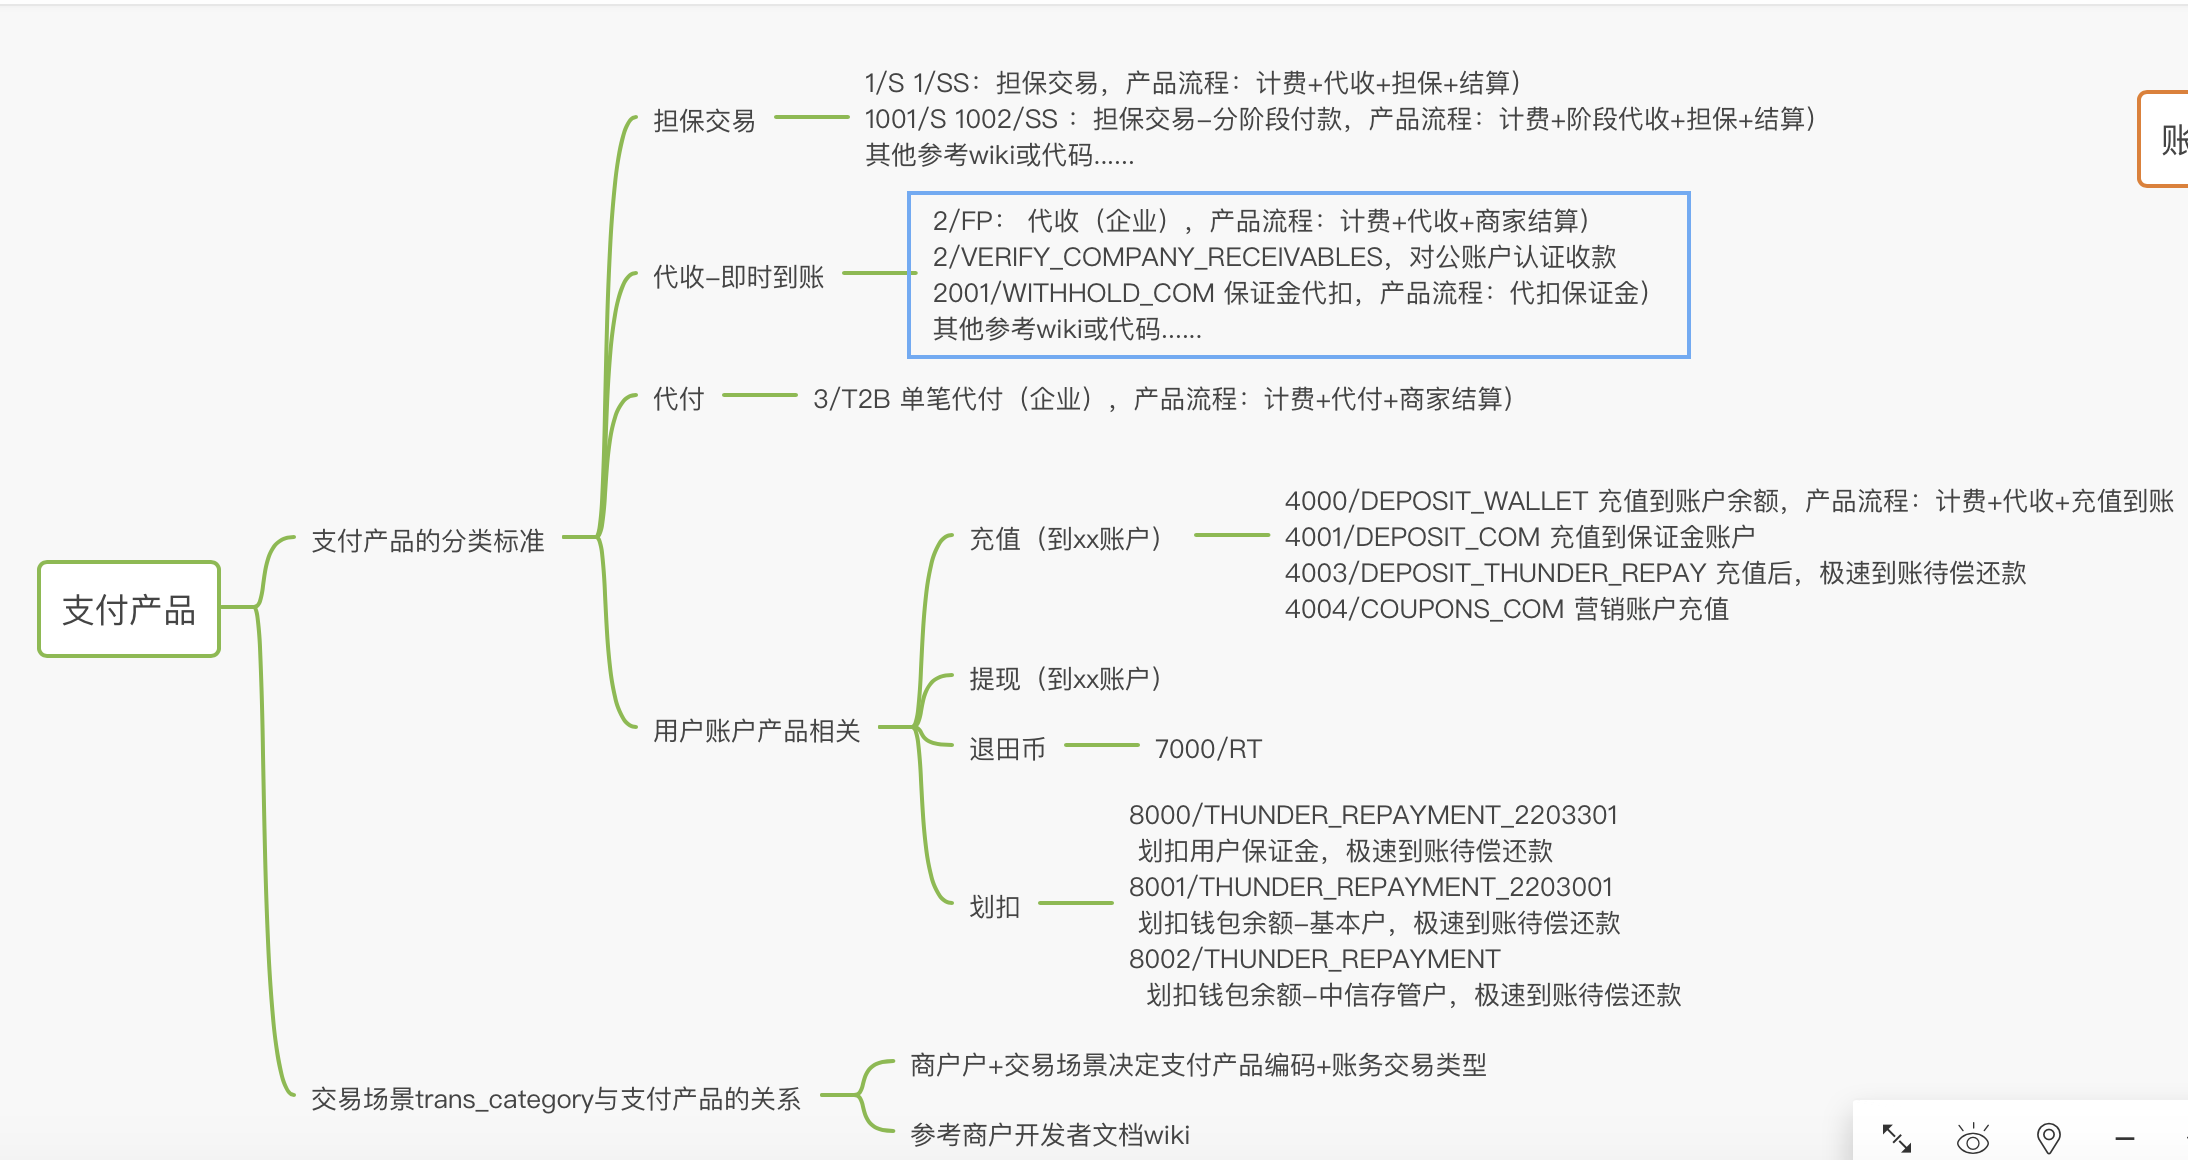 支付产品
支付产品的分类标准
担保交易
1/S 1/SS：担保交易，产品流程：计费+代收+担保+结算）
1001/S 1002/SS ：担保交易-分阶段付款，产品流程：计费+阶段代收+担保+结算）
其他参考wiki或代码......
代收-即时到账
2/FP： 代收（企业），产品流程：计费+代收+商家结算）
2/VERIFY_COMPANY_RECEIVABLES，对公账户认证收款
2001/WITHHOLD_COM 保证金代扣，产品流程：代扣保证金）
其他参考wiki或代码......
代付
3/T2B 单笔代付（企业），产品流程：计费+代付+商家结算）
用户账户产品相关
充值（到xx账户）
4000/DEPOSIT_WALLET 充值到账户余额，产品流程：计费+代收+充值到账
4001/DEPOSIT_COM 充值到保证金账户
4003/DEPOSIT_THUNDER_REPAY 充值后，极速到账待偿还款
4004/COUPONS_COM 营销账户充值
提现（到xx账户）
退田币
7000/RT
划扣
8000/THUNDER_REPAYMENT_2203301
划扣用户保证金，极速到账待偿还款
8001/THUNDER_REPAYMENT_2203001
划扣钱包余额-基本户，极速到账待偿还款
8002/THUNDER_REPAYMENT
划扣钱包余额-中信存管户，极速到账待偿还款
交易场景trans_category与支付产品的关系
商户户+交易场景决定支付产品编码+账务交易类型
参考商户开发者文档wiki
账